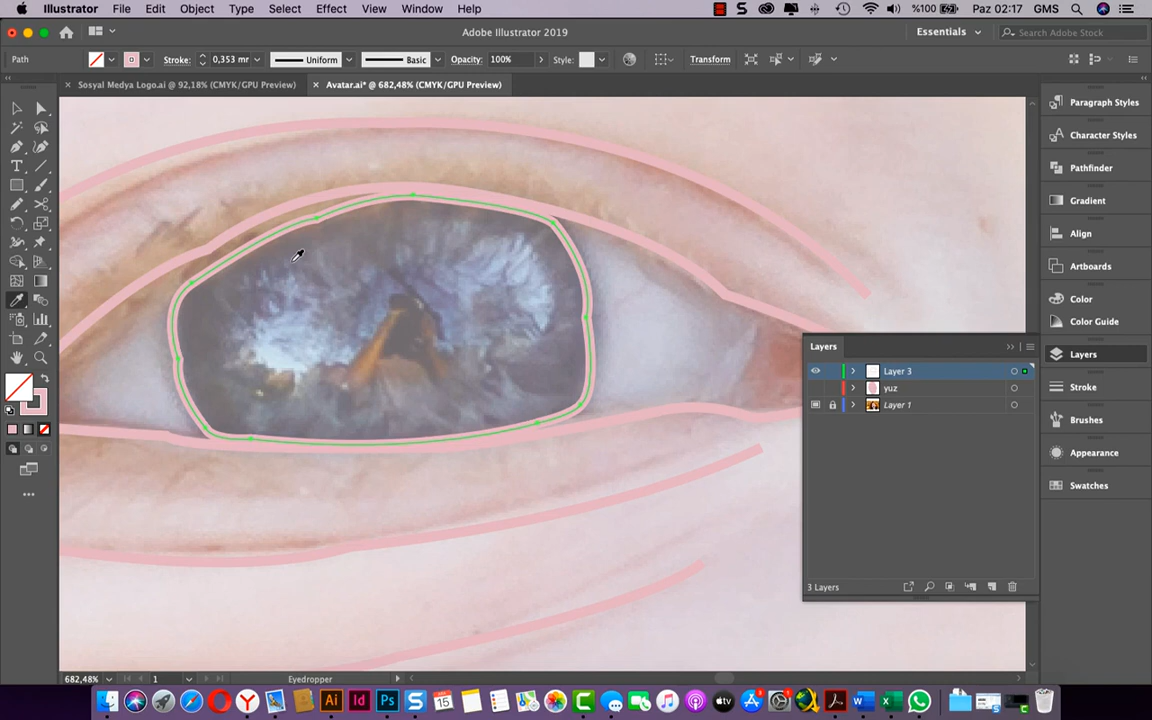 Illustrator File Edit Object Type Select Effect View Window Help %100 Paz 02:17 GMS
Adobe Illustrator 2019
Essentials
Search Adobe Stock
Path Stroke: 0,353 mr Uniform Basic Opacity: 100% Style: Transform
Sosyal Medya Logo.ai @ 92,18% (CMYK/GPU Preview)
Avatar.ai* @ 682,48% (CMYK/GPU Preview)
Paragraph Styles
Character Styles
Pathfinder
Gradient
Align
Artboards
Color
Color Guide
Layers
Stroke
Brushes
Appearance
Swatches
Layers
Layer 3
yuz
Layer 1
3 Layers
682,48% 1 Eyedropper